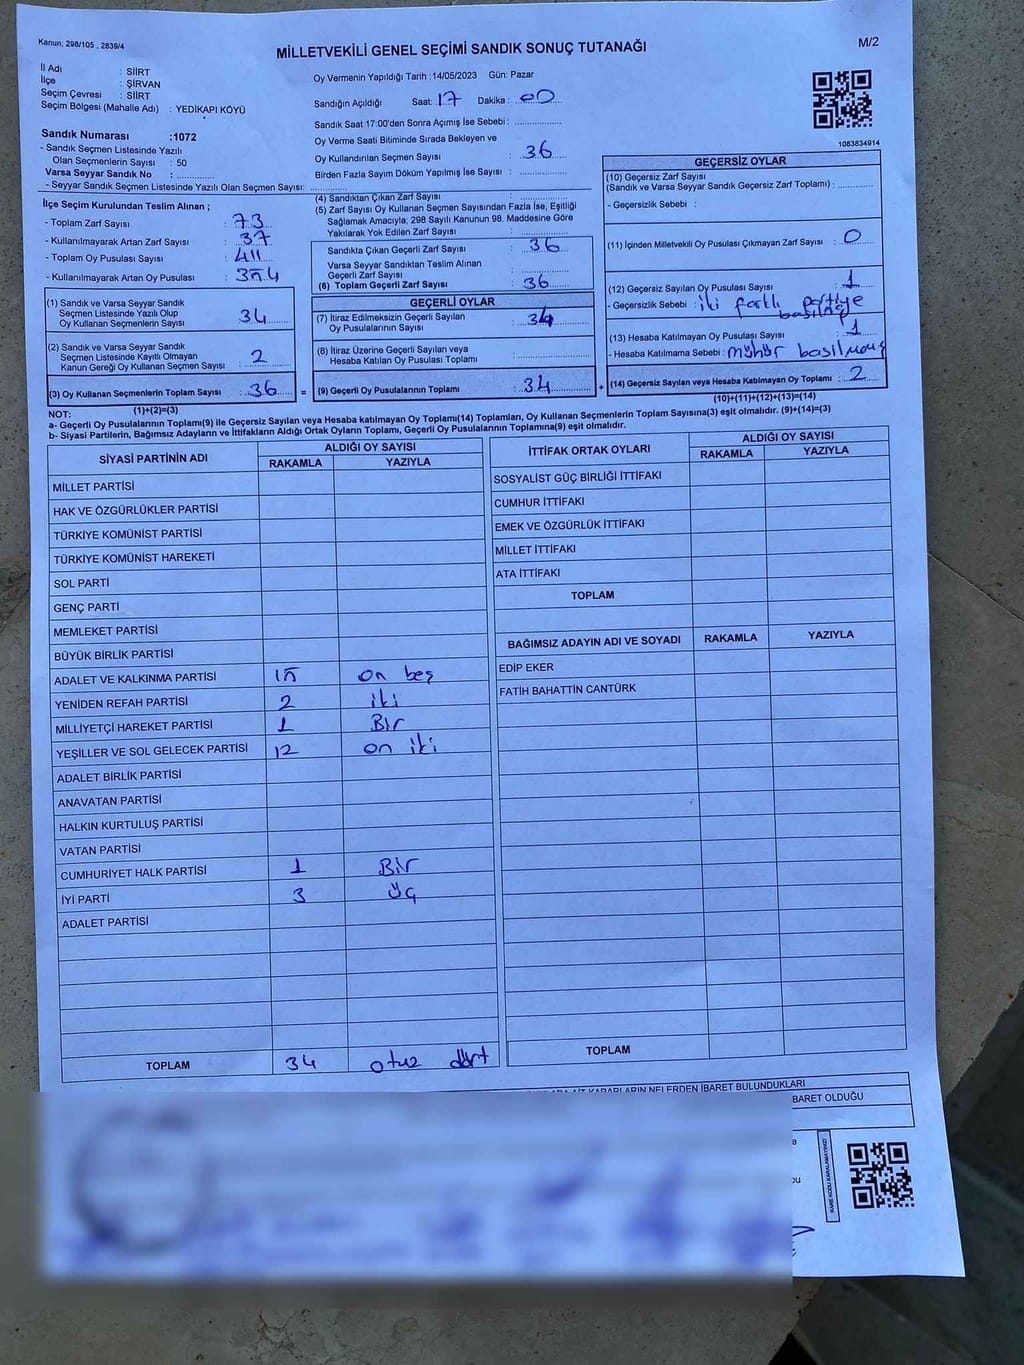 Kanun; 298/105 , 2839/4
MİLLETVEKİLİ GENEL SEÇİMİ SANDIK SONUÇ TUTANAĞI
M/2
İl Adı : SİİRT
İlçe : ŞİRVAN
Seçim Çevresi : SİİRT
Seçim Bölgesi (Mahalle Adı) : YEDİKAPI KÖYÜ
Sandık Numarası :1072
- Sandık Seçmen Listesinde Yazılı
Olan Seçmenlerin Sayısı : 50
Varsa Seyyar Sandık No :
- Seyyar Sandık Seçmen Listesinde Yazılı Olan Seçmen Sayısı:
Oy Vermenin Yapıldığı Tarih :14/05/2023 Gün: Pazar
Sandığın Açıldığı Saat: 17 Dakika : 00
Sandık Saat 17:00'den Sonra Açımış İse Sebebi :
Oy Verme Saati Bitiminde Sırada Bekleyen ve
Oy Kullandırılan Seçmen Sayısı : 36
Birden Fazla Sayım Döküm Yapılmış İse Sayısı :
1083834914
İlçe Seçim Kurulundan Teslim Alınan ;
- Toplam Zarf Sayısı : 73
- Kullanılmayarak Artan Zarf Sayısı : 37
- Toplam Oy Pusulası Sayısı : 411
- Kullanılmayarak Artan Oy Pusulası : 354
(1) Sandık ve Varsa Seyyar Sandık
Seçmen Listesinde Yazılı Olup
Oy Kullanan Seçmenlerin Sayısı : 34
(2) Sandık ve Varsa Seyyar Sandık
Seçmen Listesinde Kayıtlı Olmayan
Kanun Gereği Oy Kullanan Seçmen Sayısı : 2
(3) Oy Kullanan Seçmenlerin Toplam Sayısı : 36
(1)+(2)=(3)
(4) Sandıktan Çıkan Zarf Sayısı :
(5) Zarf Sayısı Oy Kullanan Seçmen Sayısından Fazla İse, Eşitliği
Sağlamak Amacıyla, 298 Sayılı Kanunun 98. Maddesine Göre
Yakılarak Yok Edilen Zarf Sayısı :
Sandıkta Çıkan Geçerli Zarf Sayısı : 36
Varsa Seyyar Sandıktan Teslim Alınan
Geçerli Zarf Sayısı :
(6) Toplam Geçerli Zarf Sayısı : 36
GEÇERLİ OYLAR
(7) İtiraz Edilmeksizin Geçerli Sayılan
Oy Pusulalarının Sayısı : 34
(8) İtiraz Üzerine Geçerli Sayılan veya
Hesaba Katılan Oy Pusulası Toplamı :
= (9) Geçerli Oy Pusulalarının Toplamı : 34
GEÇERSİZ OYLAR
(10) Geçersiz Zarf Sayısı
(Sandık ve Varsa Seyyar Sandık Geçersiz Zarf Toplamı) :
- Geçersizlik Sebebi :
(11) İçinden Milletvekili Oy Pusulası Çıkmayan Zarf Sayısı : 0
(12) Geçersiz Sayılan Oy Pusulası Sayısı : 1
- Geçersizlik Sebebi : iki farklı partiye
(13) Hesaba Katılmayan Oy Pusulası Sayısı : 1
- Hesaba Katılmama Sebebi : mühür
+ (14) Geçersiz Sayılan veya Hesaba Katılmayan Oy Toplamı : 2
(10)+(11)+(12)+(13)=(14)
NOT:
a- Geçerli Oy Pusulalarının Toplamı(9) ile Geçersiz Sayılan veya Hesaba katılmayan Oy Toplamı(14) Toplamları, Oy Kullanan Seçmenlerin Toplam Sayısına(3) eşit olmalıdır. (9)+(14)=(3)
b- Siyasi Partilerin, Bağımsız Adayların ve İttifakların Aldığı Ortak Oyların Toplamı, Geçerli Oy Pusulalarının Toplamına(9) eşit olmalıdır.
SİYASİ PARTİNİN ADI
ALDIĞI OY SAYISI
RAKAMLA YAZIYLA
MİLLET PARTİSİ
HAK VE ÖZGÜRLÜKLER PARTİSİ
TÜRKİYE KOMÜNİST PARTİSİ
TÜRKİYE KOMÜNİST HAREKETİ
SOL PARTİ
GENÇ PARTİ
MEMLEKET PARTİSİ
BÜYÜK BİRLİK PARTİSİ
ADALET VE KALKINMA PARTİSİ 15 on beş
YENİDEN REFAH PARTİSİ 2 iki
MİLLİYETÇİ HAREKET PARTİSİ 1 Bir
YEŞİLLER VE SOL GELECEK PARTİSİ 12 on iki
ADALET BİRLİK PARTİSİ
ANAVATAN PARTİSİ
HALKIN KURTULUŞ PARTİSİ
VATAN PARTİSİ
CUMHURİYET HALK PARTİSİ 1 Bir
İYİ PARTİ 3 üç
ADALET PARTİSİ
TOPLAM 34 otuz dört
İTTİFAK ORTAK OYLARI
ALDIĞI OY SAYISI
RAKAMLA YAZIYLA
SOSYALİST GÜÇ BİRLİĞİ İTTİFAKI
CUMHUR İTTİFAKI
EMEK VE ÖZGÜRLÜK İTTİFAKI
MİLLET İTTİFAKI
ATA İTTİFAKI
TOPLAM
BAĞIMSIZ ADAYIN ADI VE SOYADI RAKAMLA YAZIYLA
EDİP EKER
FATİH BAHATTİN CANTÜRK
TOPLAM
KARARLARIN NELERDEN İBARET BULUNDUKLARI
BARET OLDUĞU
KARE KODU KARALAMAYINIZ!